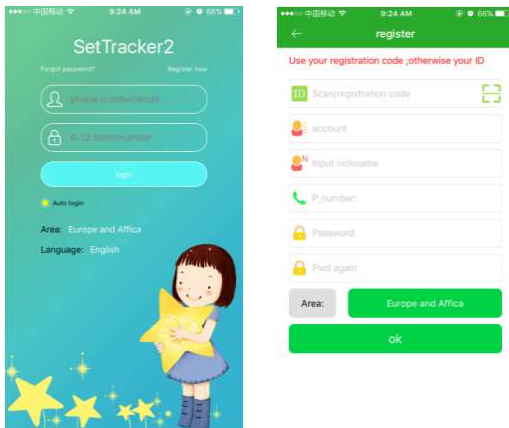 中国移动 9:24 AM 66%
SetTracker2
Forgot password? Register now
phone number/email
6-12 letter/number
login
Auto login
Area: Europe and Affica
Language: English
中国移动 9:24 AM 66%
register
Use your registration code ;otherwise your ID
ID Scan/registration code
account
N Input nickname
P_number:
Password:
Pwd again:
Area: Europe and Affica
ok